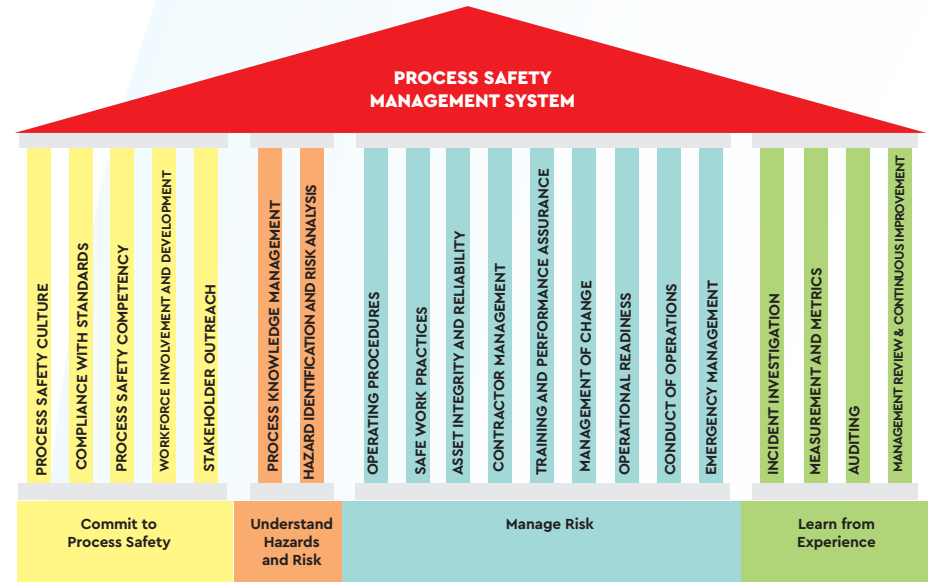 PROCESS SAFETY
MANAGEMENT SYSTEM
PROCESS SAFETY CULTURE
COMPLIANCE WITH STANDARDS
PROCESS SAFETY COMPETENCY
WORKFORCE INVOLVEMENT AND DEVELOPMENT
STAKEHOLDER OUTREACH
PROCESS KNOWLEDGE MANAGEMENT
HAZARD IDENTIFICATION AND RISK ANALYSIS
OPERATING PROCEDURES
SAFE WORK PRACTICES
ASSET INTEGRITY AND RELIABILITY
CONTRACTOR MANAGEMENT
TRAINING AND PERFORMANCE ASSURANCE
MANAGEMENT OF CHANGE
OPERATIONAL READINESS
CONDUCT OF OPERATIONS
EMERGENCY MANAGEMENT
INCIDENT INVESTIGATION
MEASUREMENT AND METRICS
AUDITING
MANAGEMENT REVIEW & CONTINUOUS IMPROVEMENT
Commit to
Process Safety
Understand
Hazards
and Risk
Manage Risk
Learn from
Experience